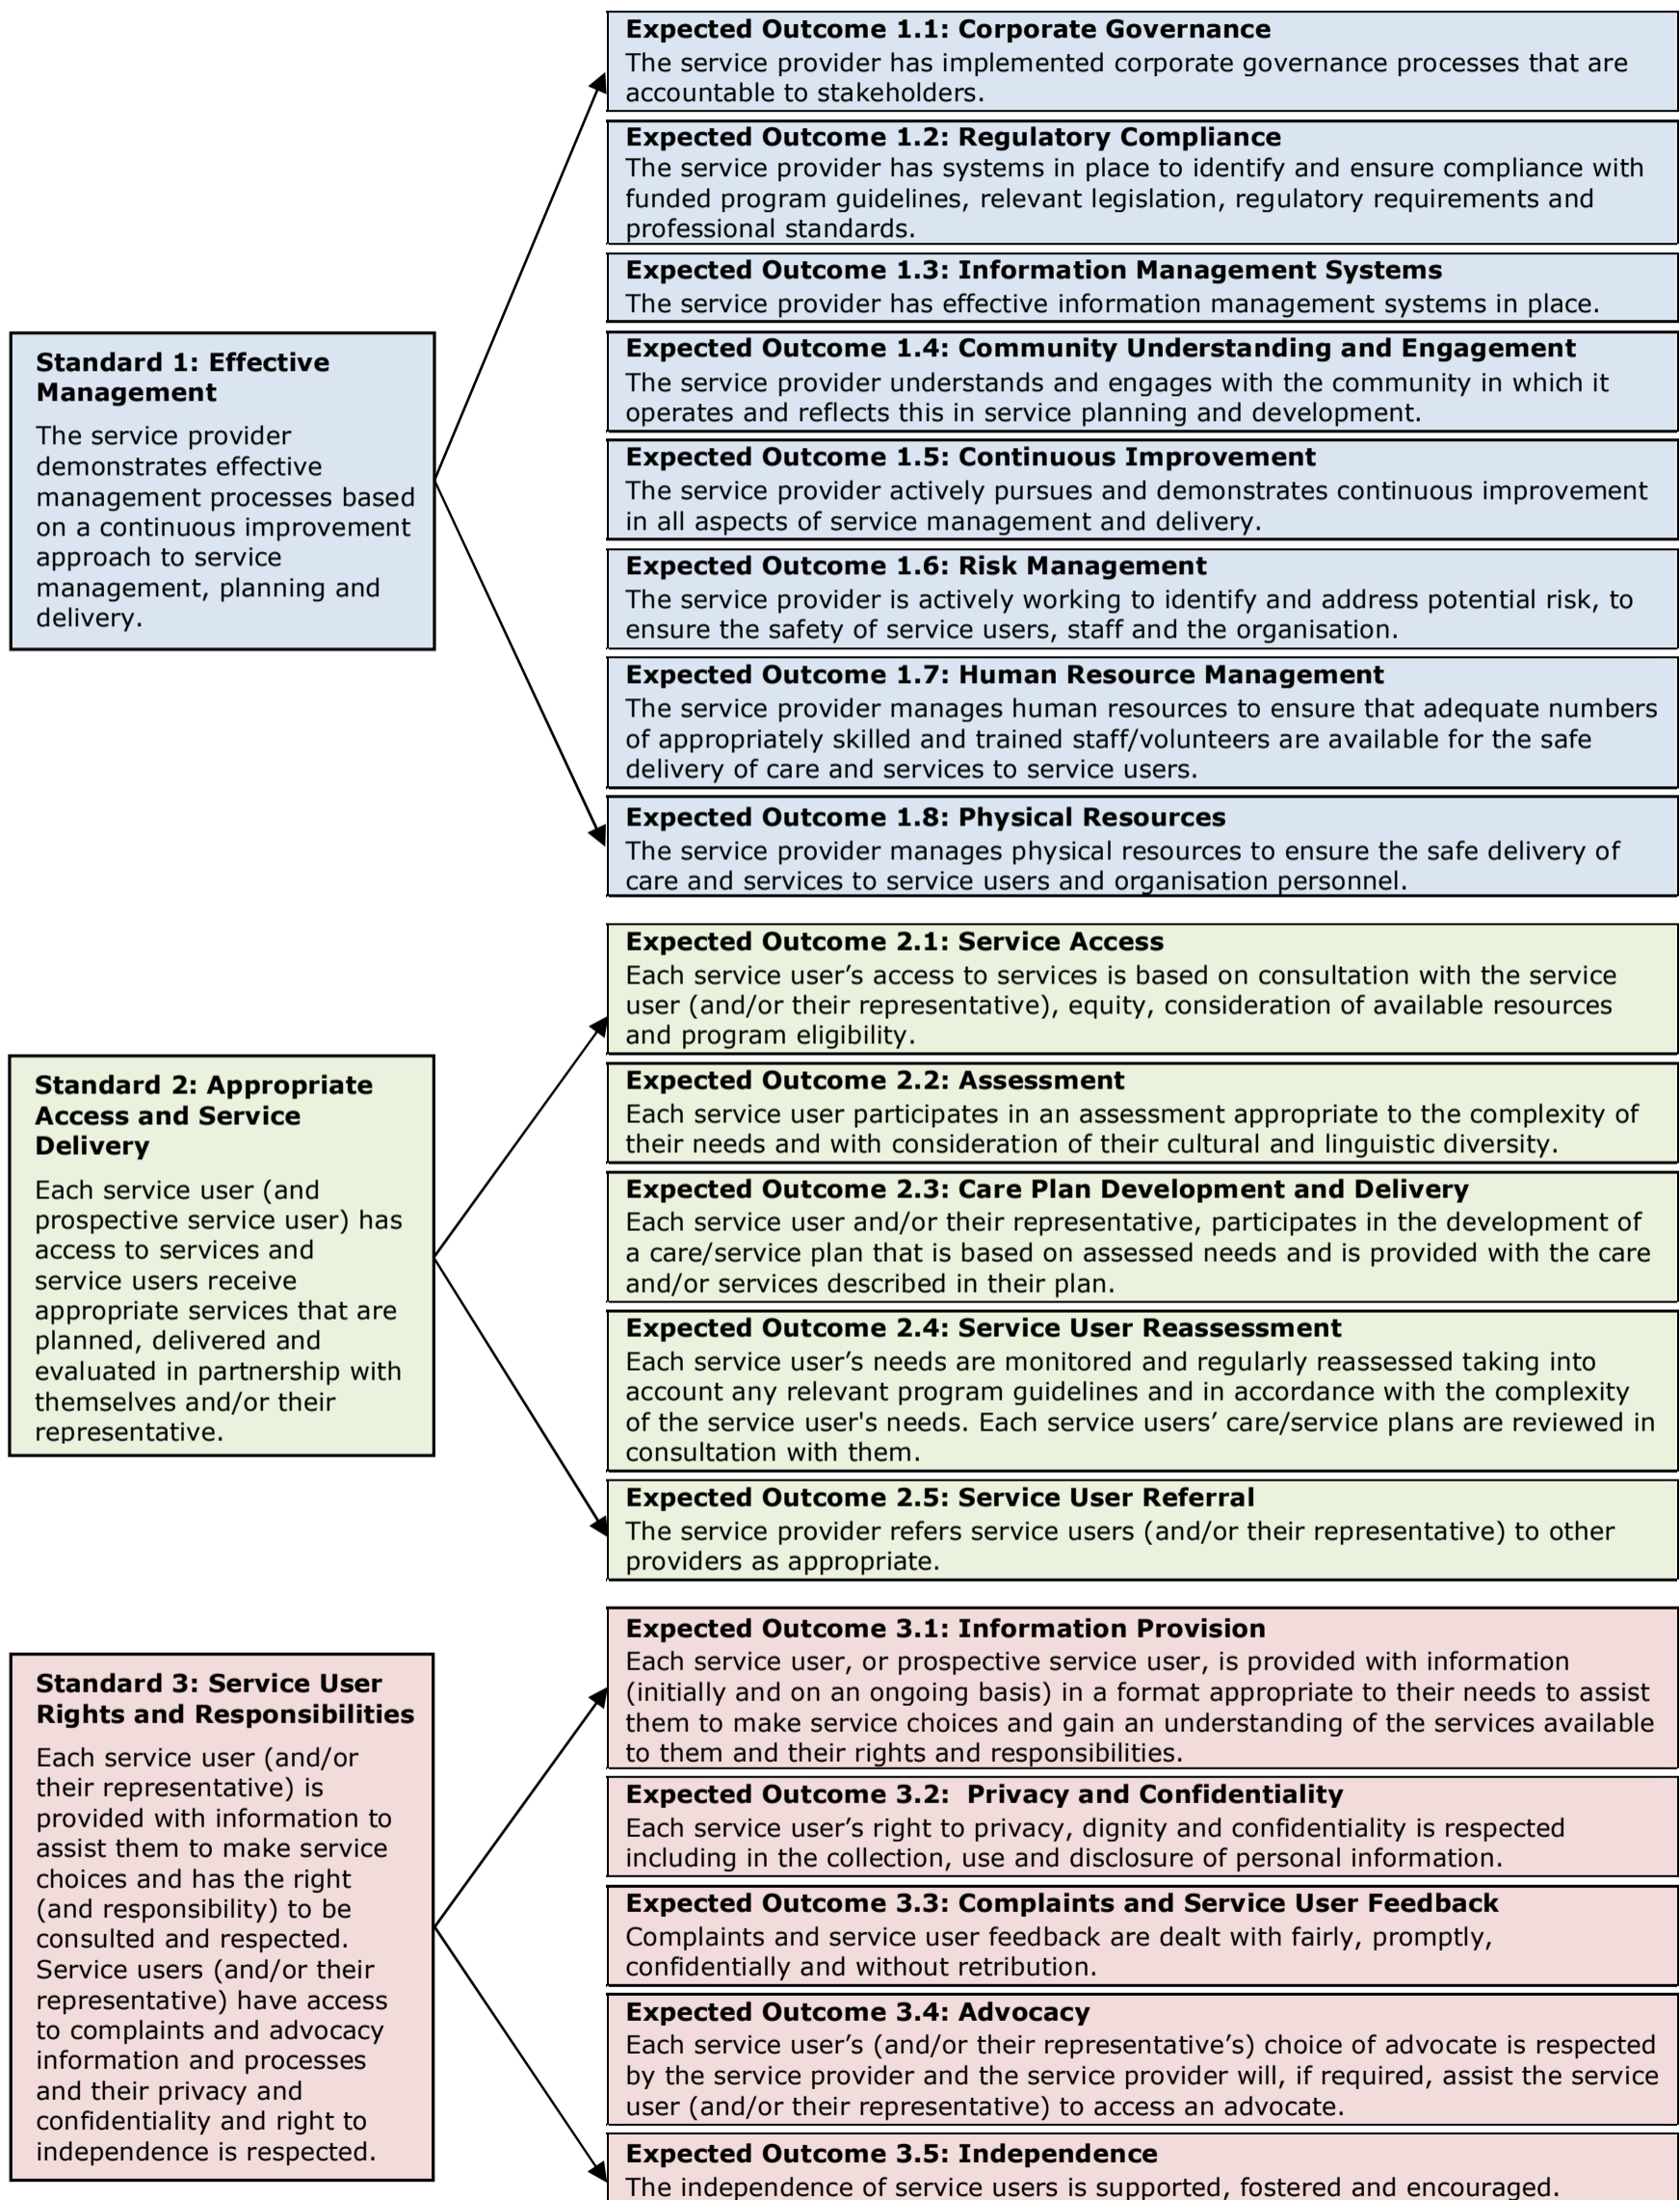 Standard 1: Effective
Management
The service provider
demonstrates effective
management processes based
on a continuous improvement
approach to service
management, planning and
delivery.
Expected Outcome 1.1: Corporate Governance
The service provider has implemented corporate governance processes that are
accountable to stakeholders.
Expected Outcome 1.2: Regulatory Compliance
The service provider has systems in place to identify and ensure compliance with
funded program guidelines, relevant legislation, regulatory requirements and
professional standards.
Expected Outcome 1.3: Information Management Systems
The service provider has effective information management systems in place.
Expected Outcome 1.4: Community Understanding and Engagement
The service provider understands and engages with the community in which it
operates and reflects this in service planning and development.
Expected Outcome 1.5: Continuous Improvement
The service provider actively pursues and demonstrates continuous improvement
in all aspects of service management and delivery.
Expected Outcome 1.6: Risk Management
The service provider is actively working to identify and address potential risk, to
ensure the safety of service users, staff and the organisation.
Expected Outcome 1.7: Human Resource Management
The service provider manages human resources to ensure that adequate numbers
of appropriately skilled and trained staff/volunteers are available for the safe
delivery of care and services to service users.
Expected Outcome 1.8: Physical Resources
The service provider manages physical resources to ensure the safe delivery of
care and services to service users and organisation personnel.
Standard 2: Appropriate
Access and Service
Delivery
Each service user (and
prospective service user) has
access to services and
service users receive
appropriate services that are
planned, delivered and
evaluated in partnership with
themselves and/or their
representative.
Expected Outcome 2.1: Service Access
Each service user’s access to services is based on consultation with the service
user (and/or their representative), equity, consideration of available resources
and program eligibility.
Expected Outcome 2.2: Assessment
Each service user participates in an assessment appropriate to the complexity of
their needs and with consideration of their cultural and linguistic diversity.
Expected Outcome 2.3: Care Plan Development and Delivery
Each service user and/or their representative, participates in the development of
a care/service plan that is based on assessed needs and is provided with the care
and/or services described in their plan.
Expected Outcome 2.4: Service User Reassessment
Each service user’s needs are monitored and regularly reassessed taking into
account any relevant program guidelines and in accordance with the complexity
of the service user's needs. Each service users’ care/service plans are reviewed in
consultation with them.
Expected Outcome 2.5: Service User Referral
The service provider refers service users (and/or their representative) to other
providers as appropriate.
Standard 3: Service User
Rights and Responsibilities
Each service user (and/or
their representative) is
provided with information to
assist them to make service
choices and has the right
(and responsibility) to be
consulted and respected.
Service users (and/or their
representative) have access
to complaints and advocacy
information and processes
and their privacy and
confidentiality and right to
independence is respected.
Expected Outcome 3.1: Information Provision
Each service user, or prospective service user, is provided with information
(initially and on an ongoing basis) in a format appropriate to their needs to assist
them to make service choices and gain an understanding of the services available
to them and their rights and responsibilities.
Expected Outcome 3.2:  Privacy and Confidentiality
Each service user’s right to privacy, dignity and confidentiality is respected
including in the collection, use and disclosure of personal information.
Expected Outcome 3.3: Complaints and Service User Feedback
Complaints and service user feedback are dealt with fairly, promptly,
confidentially and without retribution.
Expected Outcome 3.4: Advocacy
Each service user’s (and/or their representative’s) choice of advocate is respected
by the service provider and the service provider will, if required, assist the service
user (and/or their representative) to access an advocate.
Expected Outcome 3.5: Independence
The independence of service users is supported, fostered and encouraged.